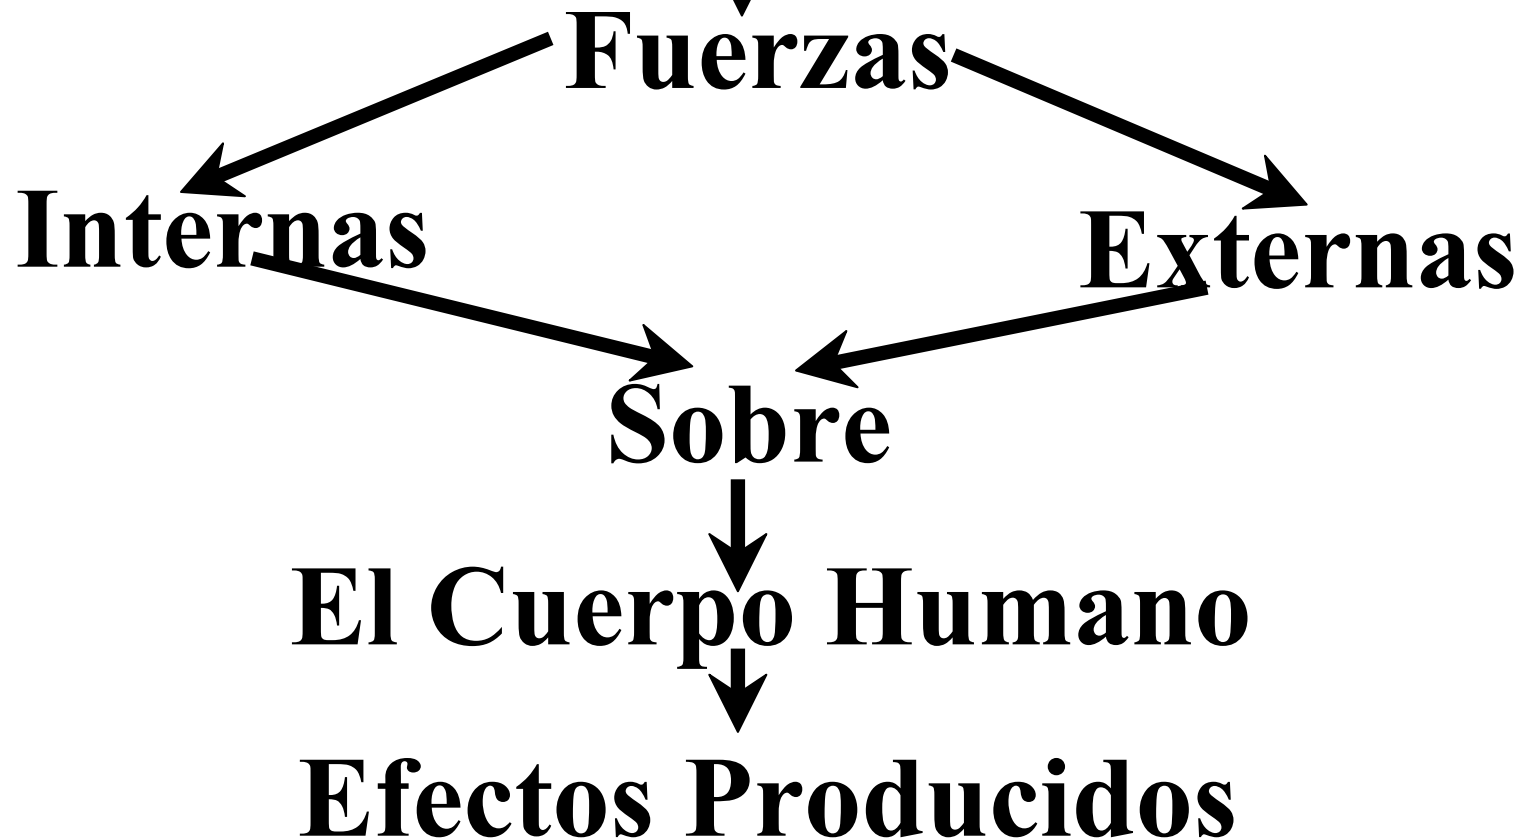 Fuerzas
Internas
Externas
Sobre
El Cuerpo Humano
Efectos Producidos